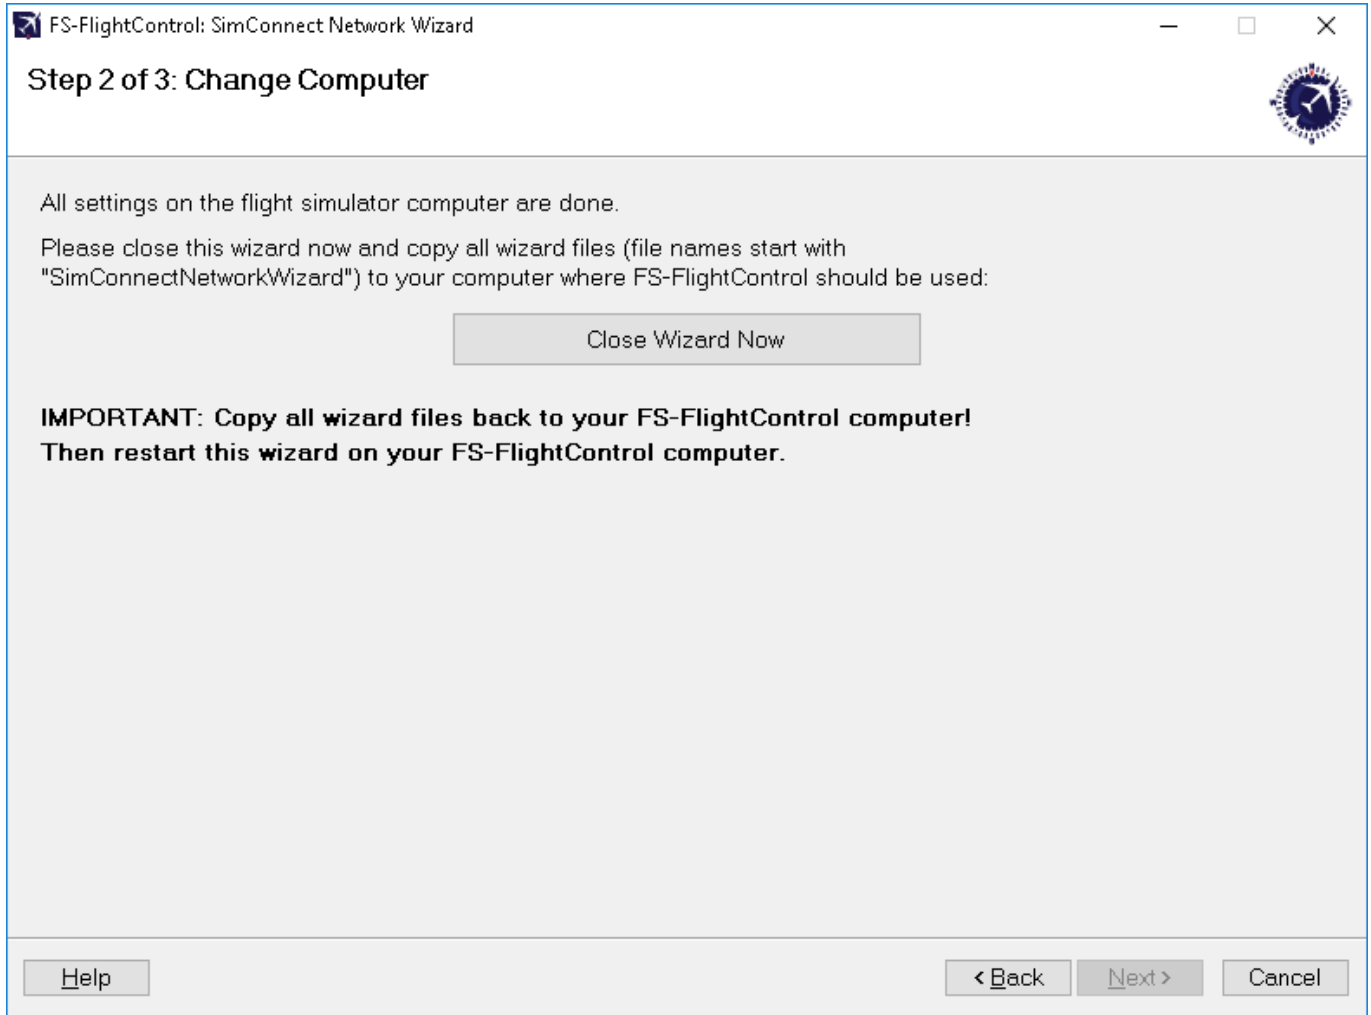 FS-FlightControl: SimConnect Network Wizard
Step 2 of 3: Change Computer
All settings on the flight simulator computer are done.
Please close this wizard now and copy all wizard files (file names start with
"SimConnectNetworkWizard") to your computer where FS-FlightControl should be used:
Close Wizard Now
IMPORTANT: Copy all wizard files back to your FS-FlightControl computer!
Then restart this wizard on your FS-FlightControl computer.
Help
< Back
Next >
Cancel